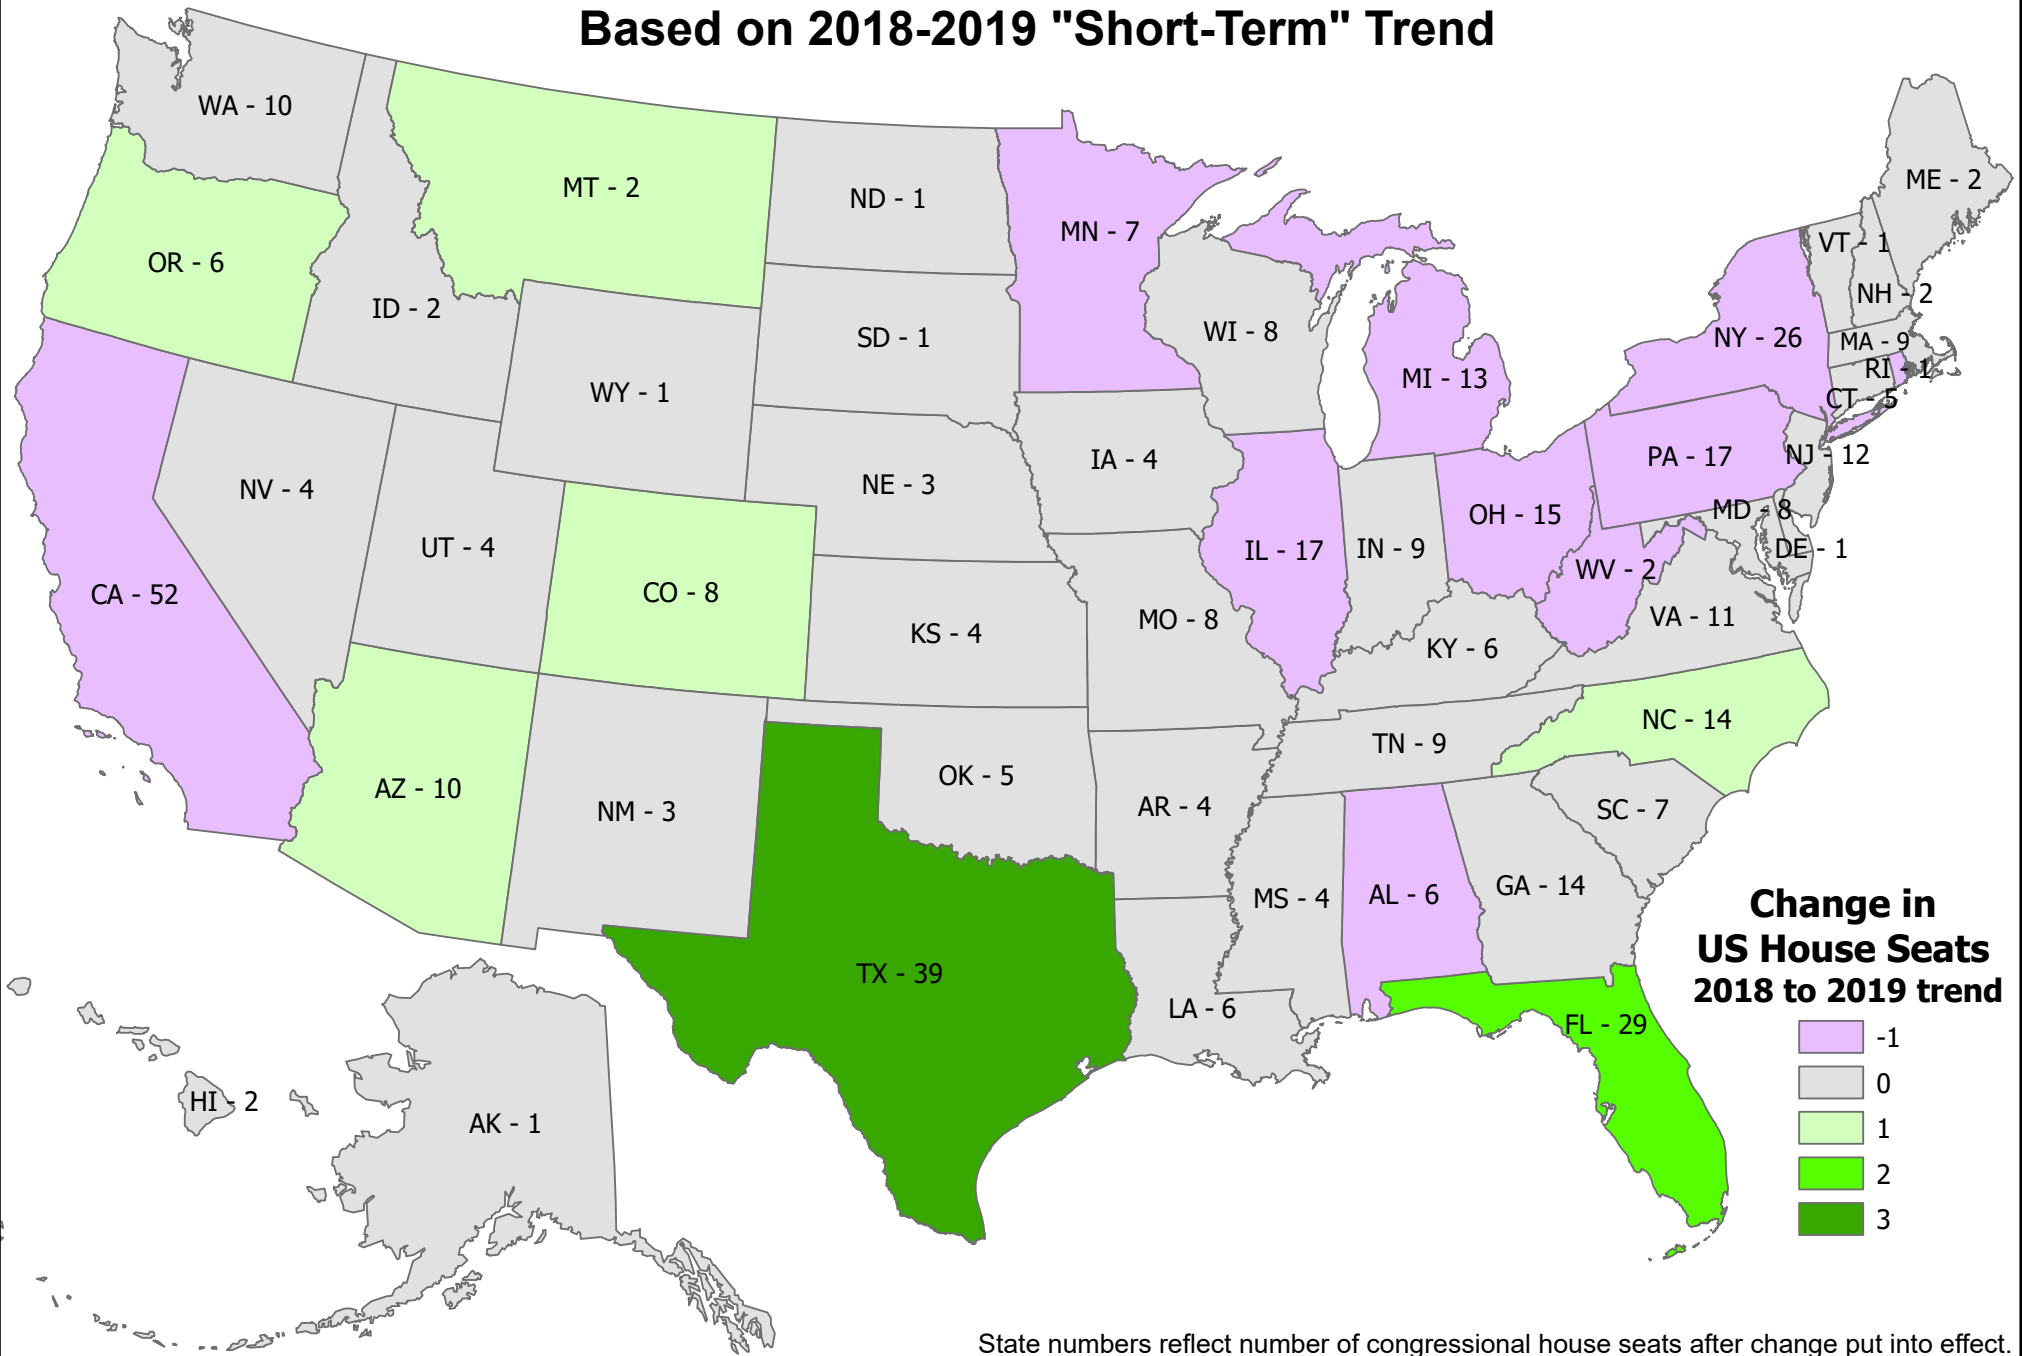 Based on 2018-2019 "Short-Term" Trend
WA - 10
MT - 2
ND - 1
MN - 7
ME - 2
VT - 1
OR - 6
ID - 2
NH - 2
SD - 1
WI - 8
NY - 26
MA - 9
RI - 1
WY - 1
MI - 13
CT - 5
NV - 4
NE - 3
IA - 4
PA - 17
NJ - 12
UT - 4
OH - 15
MD - 8
IL - 17
IN - 9
DE - 1
WV - 2
CA - 52
CO - 8
KS - 4
MO - 8
VA - 11
KY - 6
NC - 14
TN - 9
AZ - 10
NM - 3
OK - 5
AR - 4
SC - 7
MS - 4
AL - 6
GA - 14
TX - 39
LA - 6
FL - 29
HI - 2
AK - 1
Change in
US House Seats
2018 to 2019 trend
-1
0
1
2
3
State numbers reflect number of congressional house seats after change put into effect.